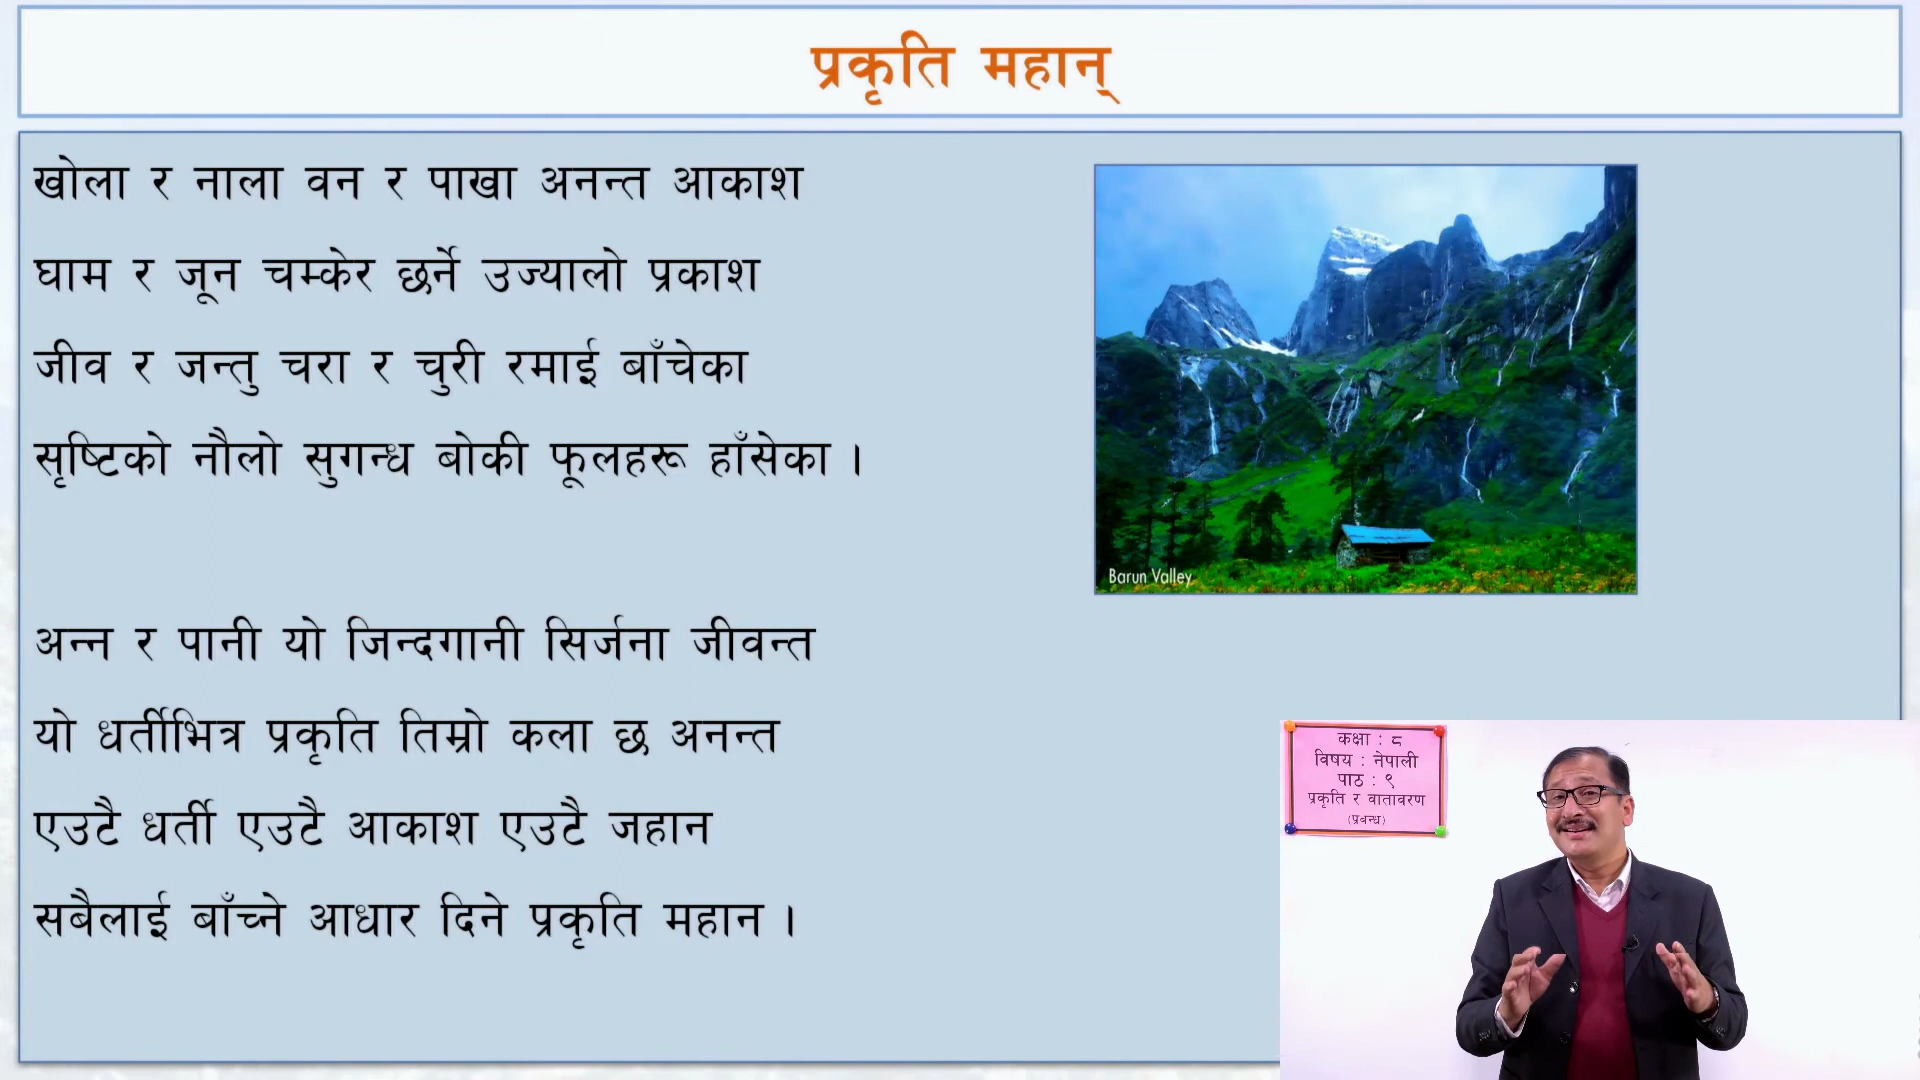 प्रकृति महान्
खोला र नाला वन र पाखा अनन्त आकाश
घाम र जून चम्केर छर्ने उज्यालो प्रकाश
जीव र जन्तु चरा र चुरी रमाई बाँचेका
सृष्टिको नौलो सुगन्ध बोकी फूलहरू हाँसेका ।
अन्न र पानी यो जिन्दगानी सिर्जना जीवन्त
यो धर्तीभित्र प्रकृति तिम्रो कला छ अनन्त
एउटै धर्ती एउटै आकाश एउटै जहान
सबैलाई बाँच्ने आधार दिने प्रकृति महान ।
Barun Valley
कक्षा : ८
विषय : नेपाली
पाठ : ९
प्रकृति र वातावरण
(प्रबन्ध)